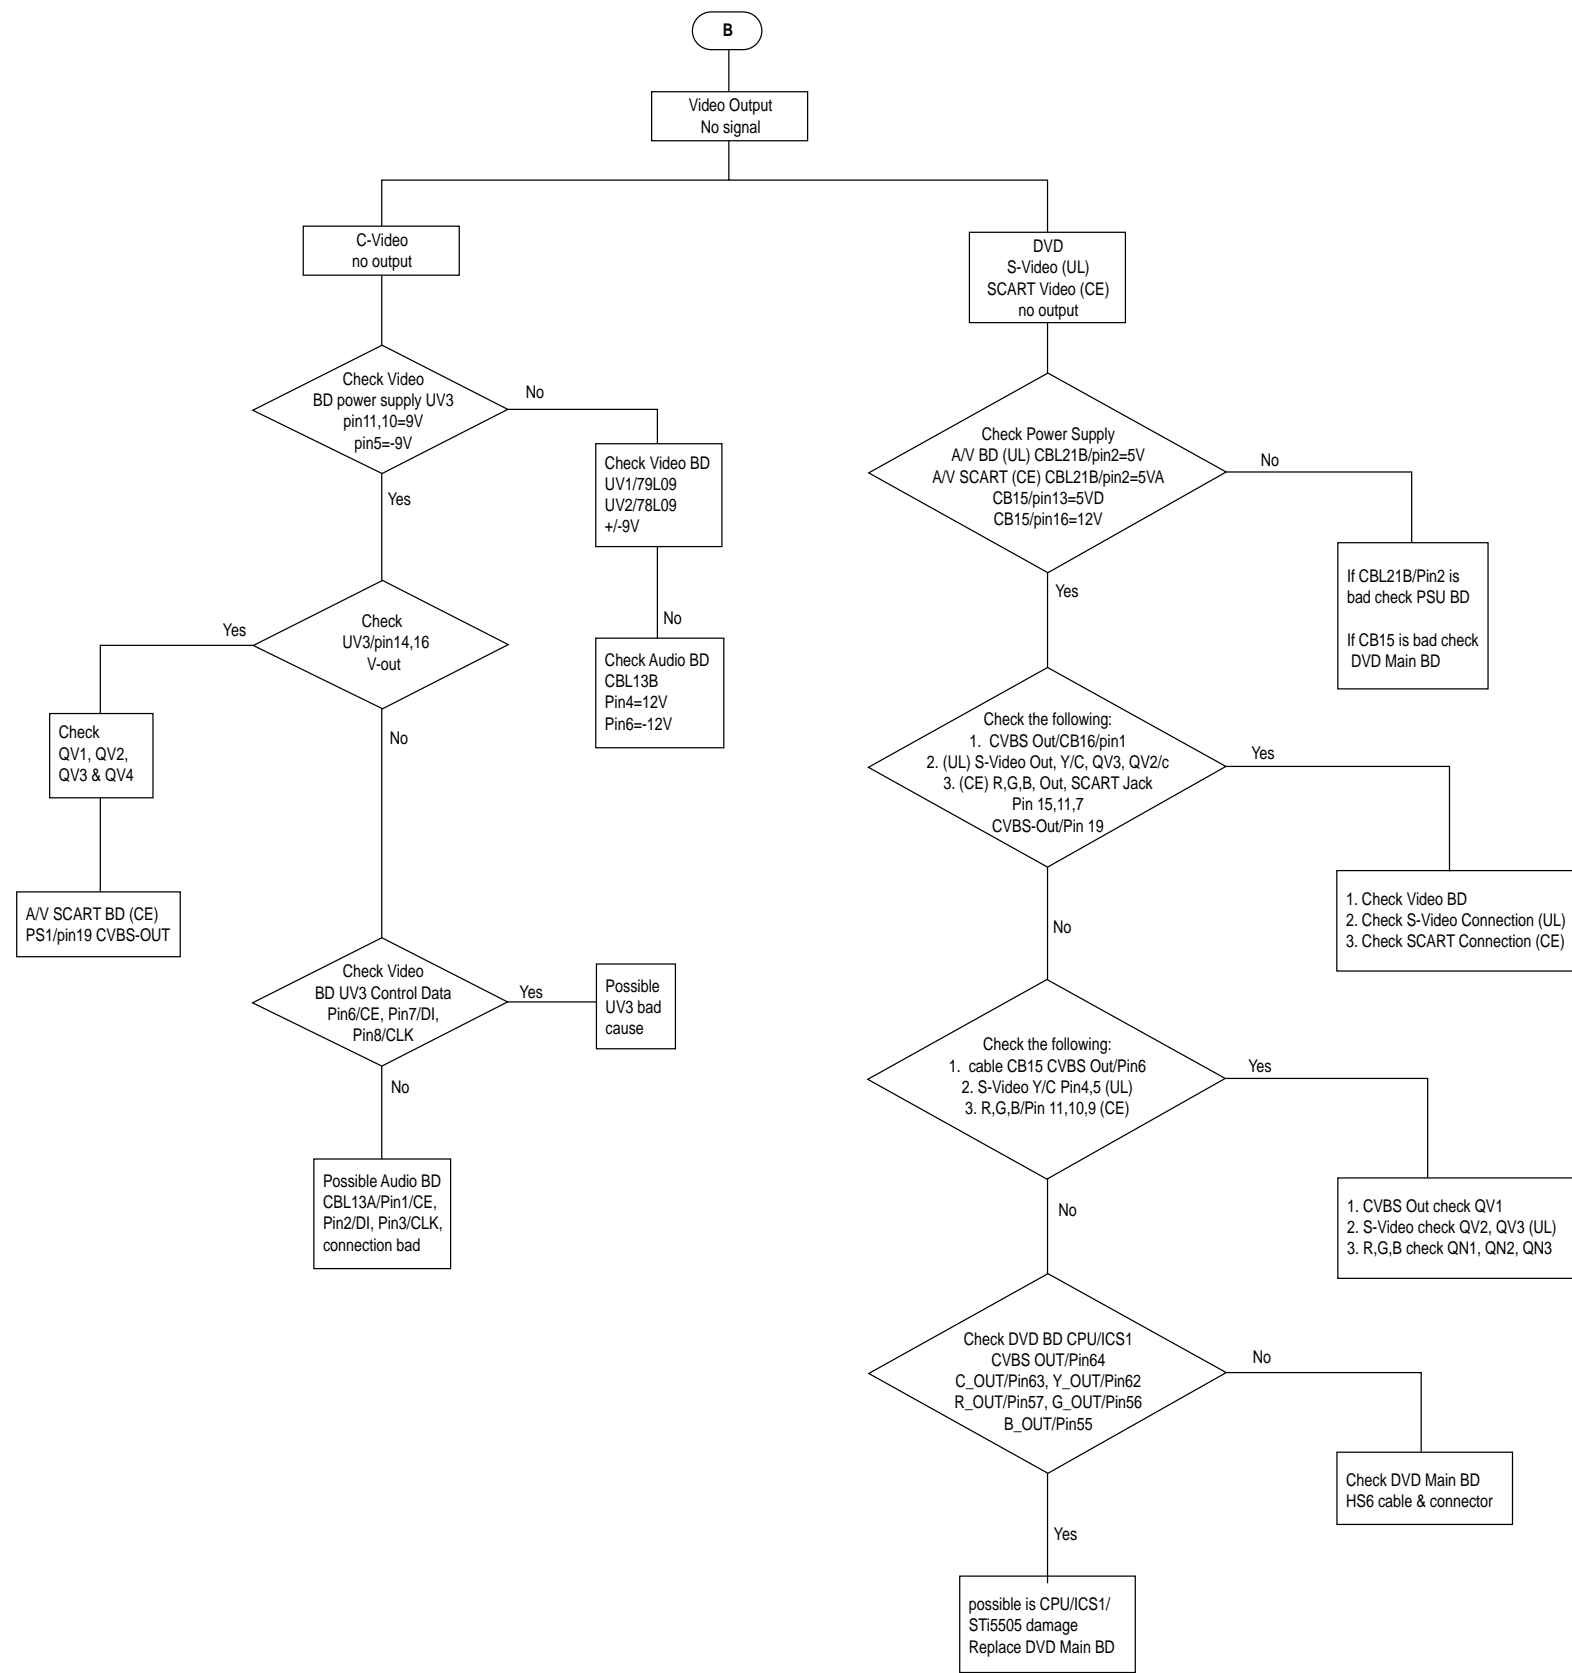 B
Video Output
No signal
C-Video
no output
Check Video
BD power supply UV3
pin11,10=9V
pin5=-9V
No
Check Video BD
UV1/79L09
UV2/78L09
+/-9V
No
Check Audio BD
CBL13B
Pin4=12V
Pin6=-12V
Yes
Check
UV3/pin14,16
V-out
Yes
Check
QV1, QV2,
QV3 & QV4
A/V SCART BD (CE)
PS1/pin19 CVBS-OUT
No
Check Video
BD UV3 Control Data
Pin6/CE, Pin7/DI,
Pin8/CLK
Yes
Possible
UV3 bad
cause
No
Possible Audio BD
CBL13A/Pin1/CE,
Pin2/DI, Pin3/CLK,
connection bad
DVD
S-Video (UL)
SCART Video (CE)
no output
Check Power Supply
A/V BD (UL) CBL21B/pin2=5V
A/V SCART (CE) CBL21B/pin2=5VA
CB15/pin13=5VD
CB15/pin16=12V
No
If CBL21B/Pin2 is
bad check PSU BD
If CB15 is bad check
DVD Main BD
Yes
Check the following:
1. CVBS Out/CB16/pin1
2. (UL) S-Video Out, Y/C, QV3, QV2/c
3. (CE) R,G,B, Out, SCART Jack
Pin 15,11,7
CVBS-Out/Pin 19
Yes
1. Check Video BD
2. Check S-Video Connection (UL)
3. Check SCART Connection (CE)
No
Check the following:
1. cable CB15 CVBS Out/Pin6
2. S-Video Y/C Pin4,5 (UL)
3. R,G,B/Pin 11,10,9 (CE)
Yes
1. CVBS Out check QV1
2. S-Video check QV2, QV3 (UL)
3. R,G,B check QN1, QN2, QN3
No
Check DVD BD CPU/ICS1
CVBS OUT/Pin64
C_OUT/Pin63, Y_OUT/Pin62
R_OUT/Pin57, G_OUT/Pin56
B_OUT/Pin55
No
Check DVD Main BD
HS6 cable & connector
Yes
possible is CPU/ICS1/
STi5505 damage
Replace DVD Main BD